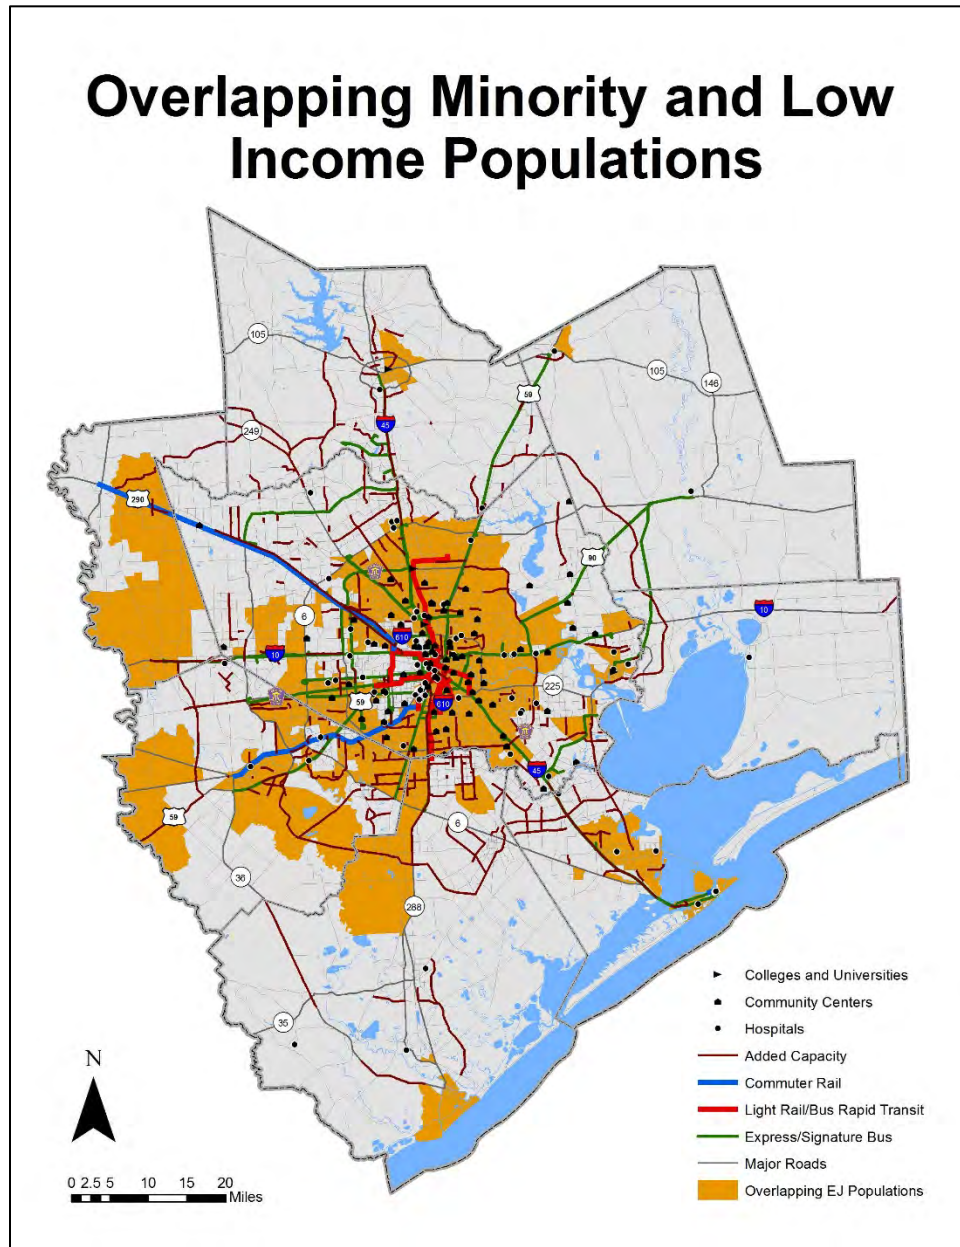 Overlapping Minority and Low
Income Populations
105
59
105
146
45
249
290
90
6
10
610
10
59
225
610
45
59
6
36
288
35
N
0 2.5 5 10 15 20
Miles
Colleges and Universities
Community Centers
Hospitals
Added Capacity
Commuter Rail
Light Rail/Bus Rapid Transit
Express/Signature Bus
Major Roads
Overlapping EJ Populations